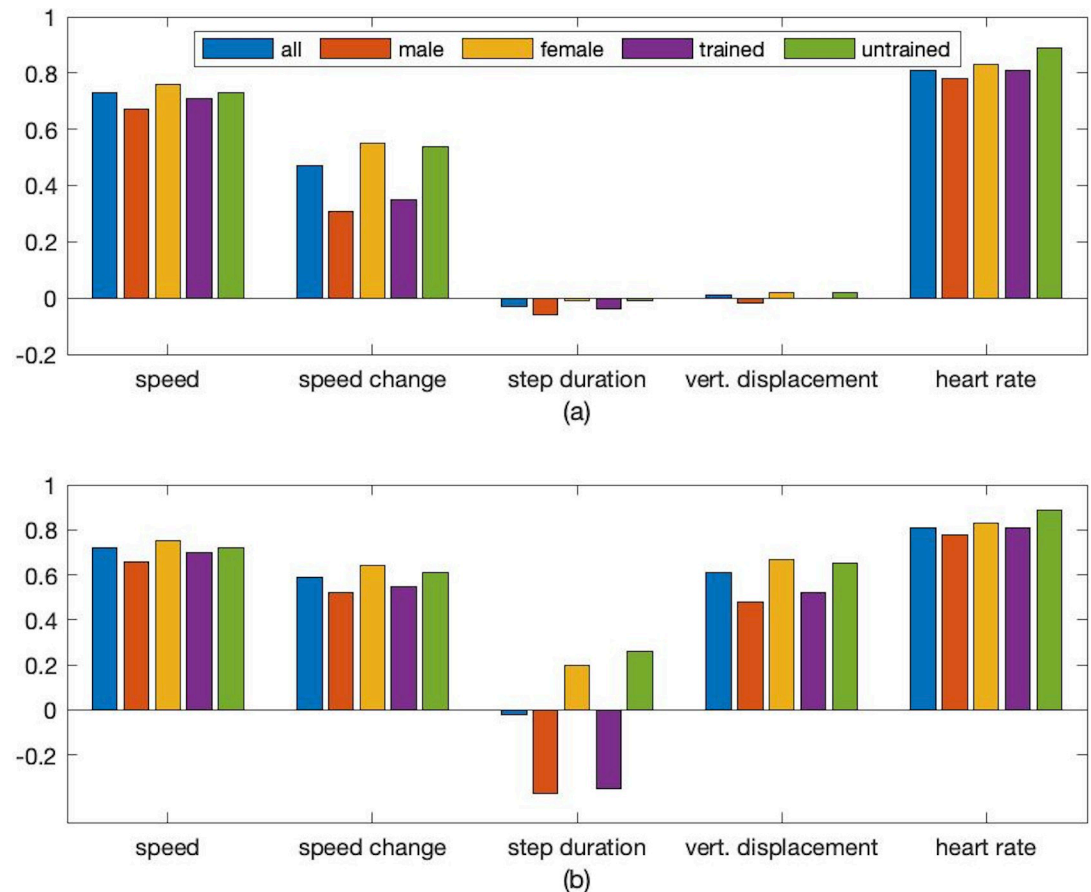 1
all male female trained untrained
0.8
0.6
0.4
0.2
0
-0.2
speed speed change step duration vert. displacement heart rate
(a)
1
0.8
0.6
0.4
0.2
0
-0.2
speed speed change step duration vert. displacement heart rate
(b)